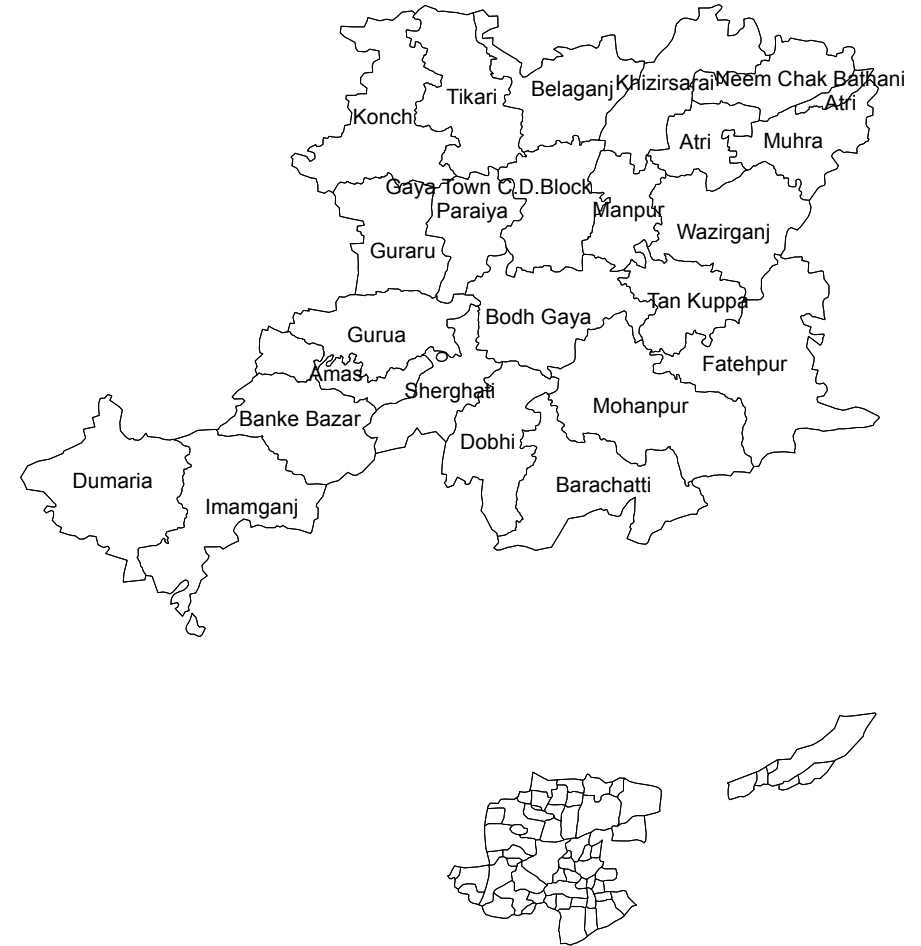 Neem Chak Bathani
Khizirsarai
Belaganj
Tikari
Atri
Konch
Atri
Muhra
Gaya Town C.D.Block
Paraiya
Manpur
Wazirganj
Guraru
Tan Kuppa
Bodh Gaya
Gurua
Fatehpur
Amas
Sherghati
Mohanpur
Banke Bazar
Dobhi
Dumaria
Barachatti
Imamganj